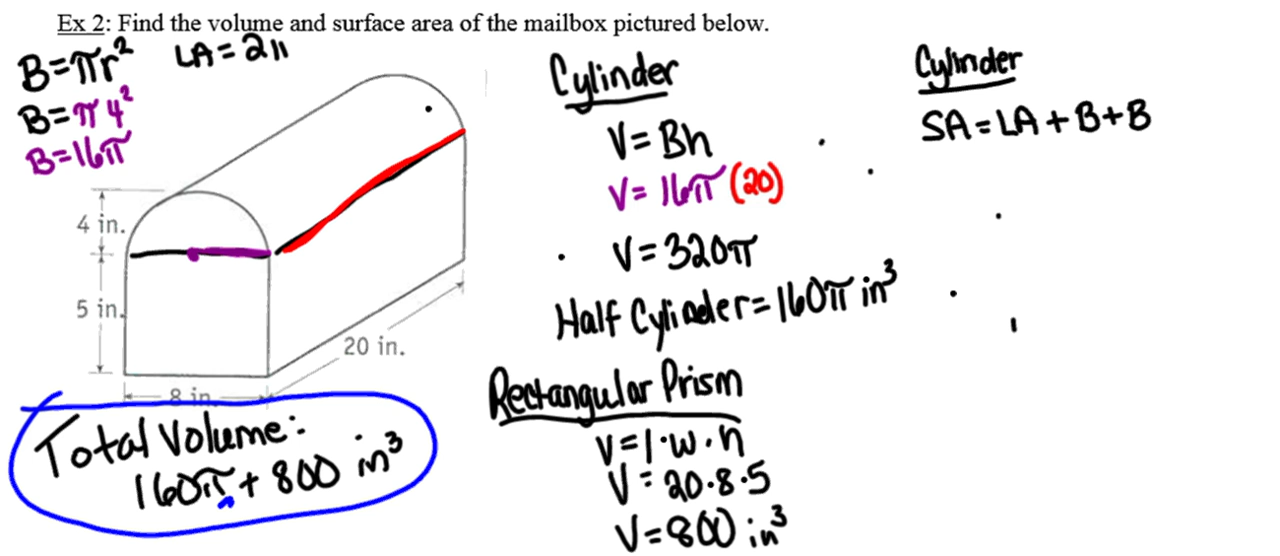 Ex 2: Find the volume and surface area of the mailbox pictured below.
B=πr²
LA=2π
B=π4²
B=16π
4 in.
5 in.
8 in.
20 in.
Total Volume:
160π + 800 in³
Cylinder
V=Bh
V=16π(20)
V=320π
Half Cylinder=160π in³
Rectangular Prism
V=l·w·h
V=20·8·5
V=800 in³
Cylinder
SA=LA+B+B